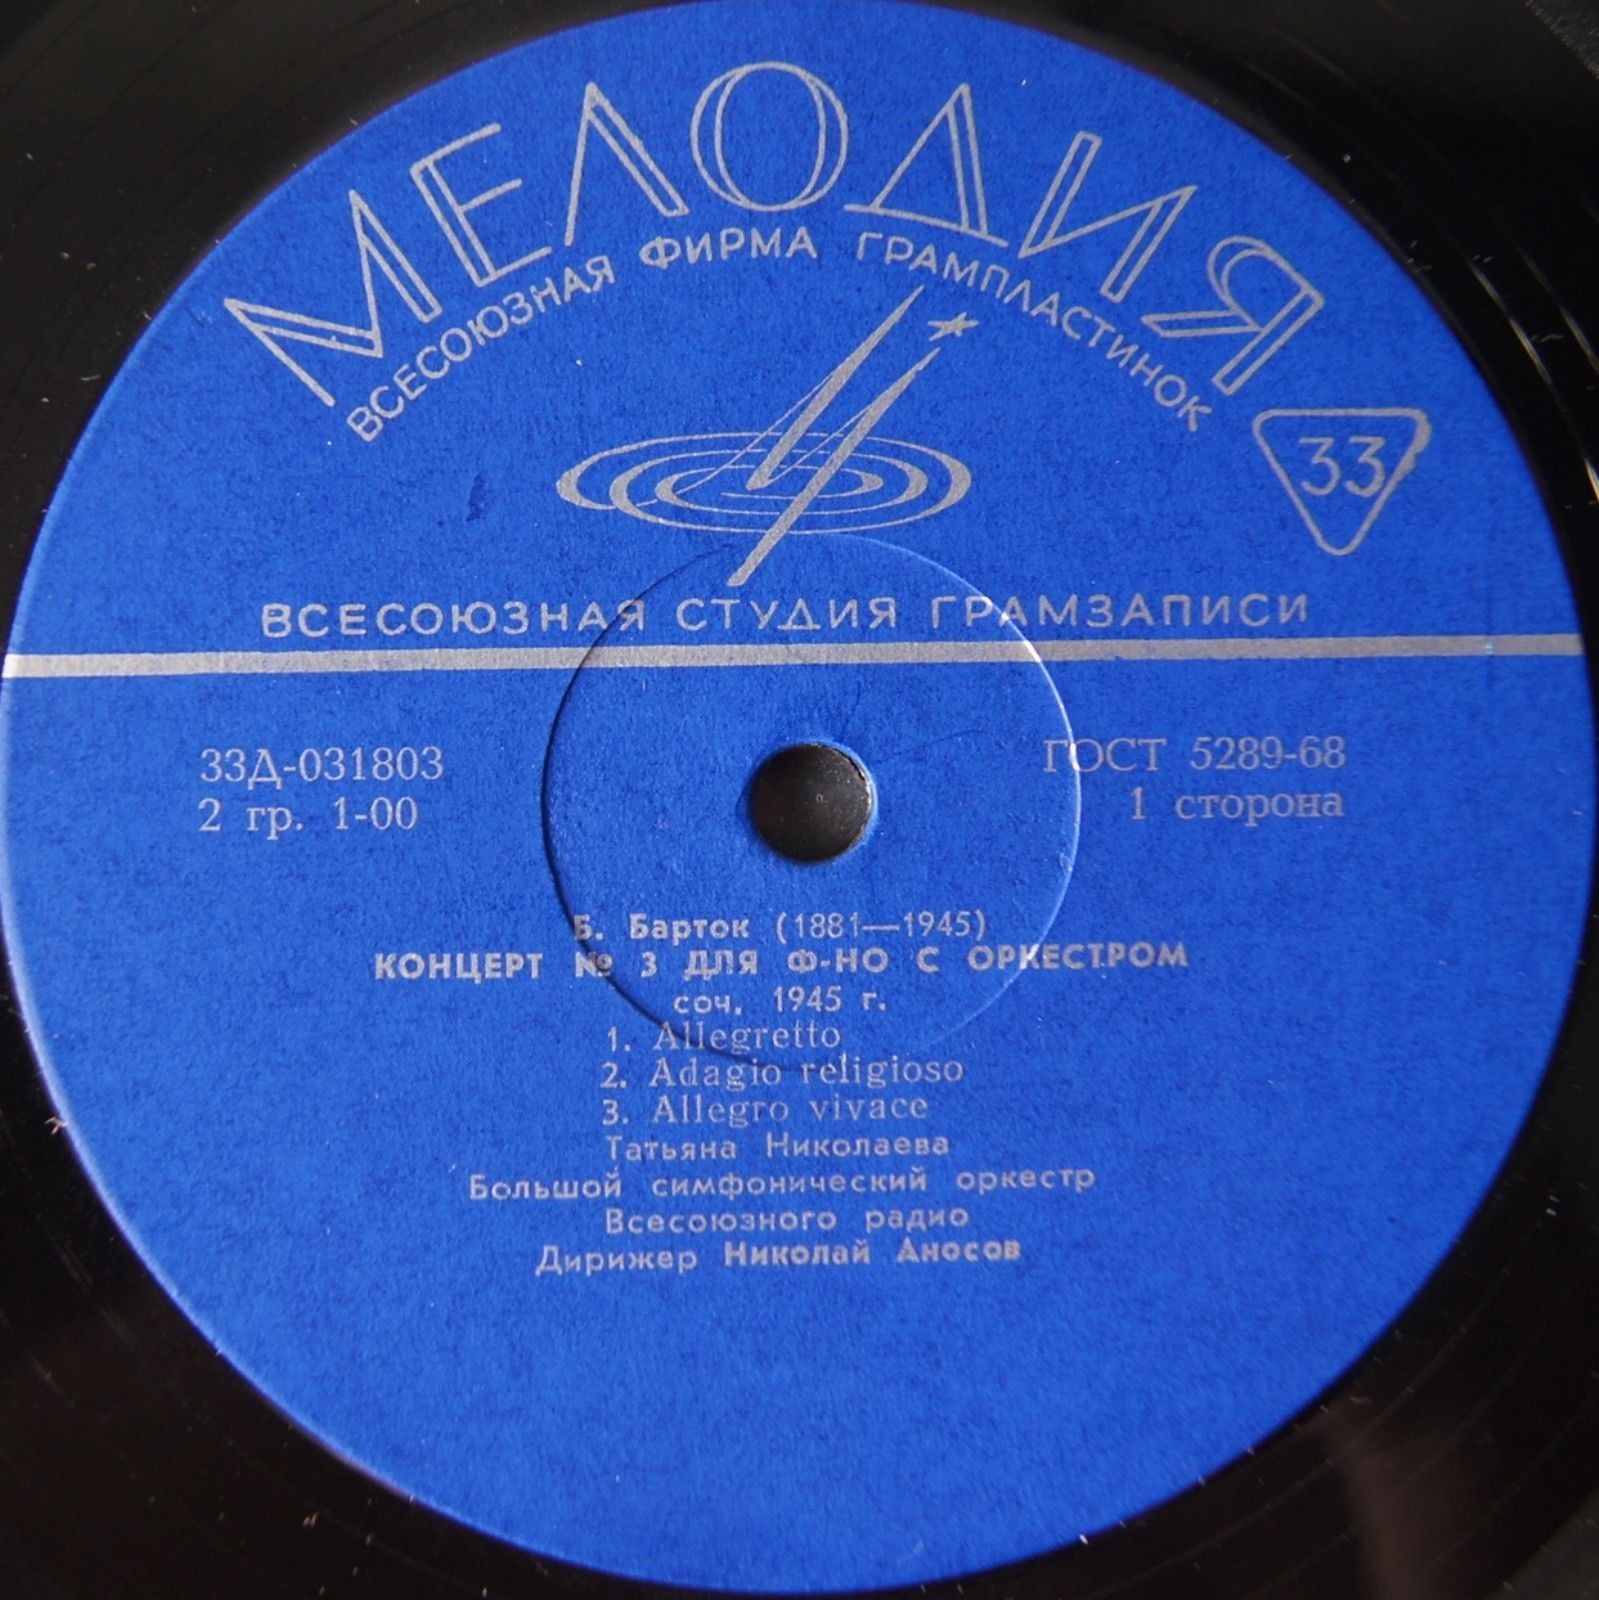 МЕЛОДИЯ
ВСЕСОЮЗНАЯ ФИРМА ГРАМПЛАСТИНОК
33
ВСЕСОЮЗНАЯ СТУДИЯ ГРАМЗАПИСИ
33Д-031803
2 гр. 1-00
ГОСТ 5289-68
1 сторона
Б. Барток (1881—1945)
КОНЦЕРТ № 3 ДЛЯ Ф-НО С ОРКЕСТРОМ
соч. 1945 г.
1. Allegretto
2. Adagio religioso
3. Allegro vivace
Татьяна Николаева
Большой симфонический оркестр
Всесоюзного радио
Дирижер Николай Аносов